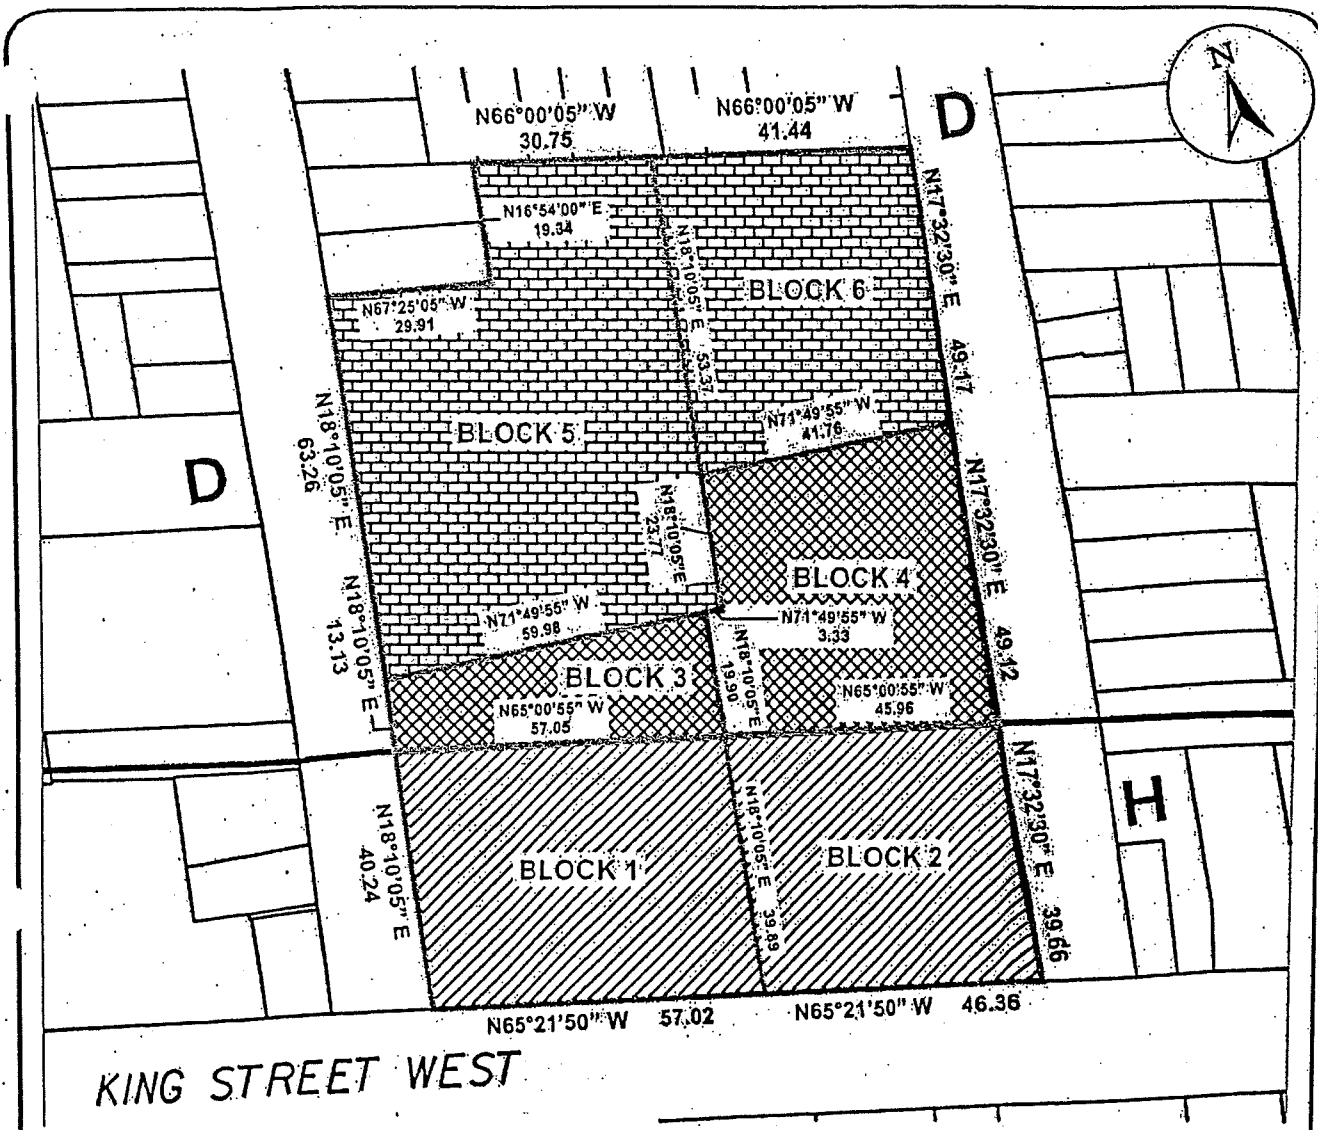 N
N66°00'05" W
30.75
N66°00'05" W
41.44
D
N16°54'00" E
19.34
N17°32'30" E 49.17
N18°10'05" E 53.37
BLOCK 6
N67°25'05" W
29.91
N71°49'55" W
41.76
BLOCK 5
N18°10'05" E
63.26
D
N18°10'05" E
23.77
N17°32'30" E 49.12
BLOCK 4
N71°49'55" W
59.98
N71°49'55" W
3.33
N18°10'05" E
13.13
BLOCK 3
N18°10'05" E
19.90
N65°00'55" W
57.05
N65°00'55" W
45.96
N17°32'30" E 39.66
H
N18°10'05" E
40.24
BLOCK 1
N18°10'05" E 39.89
BLOCK 2
N65°21'50" W 57.02
N65°21'50" W 46.36
KING STREET WEST